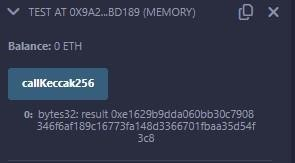 TEST AT 0X9A2...BD189 (MEMORY)
Balance: 0 ETH
callKeccak256
0: bytes32: result 0xe1629b9dda060bb30c7908
346f6af189c16773fa148d3366701fbaa35d54f
3c8